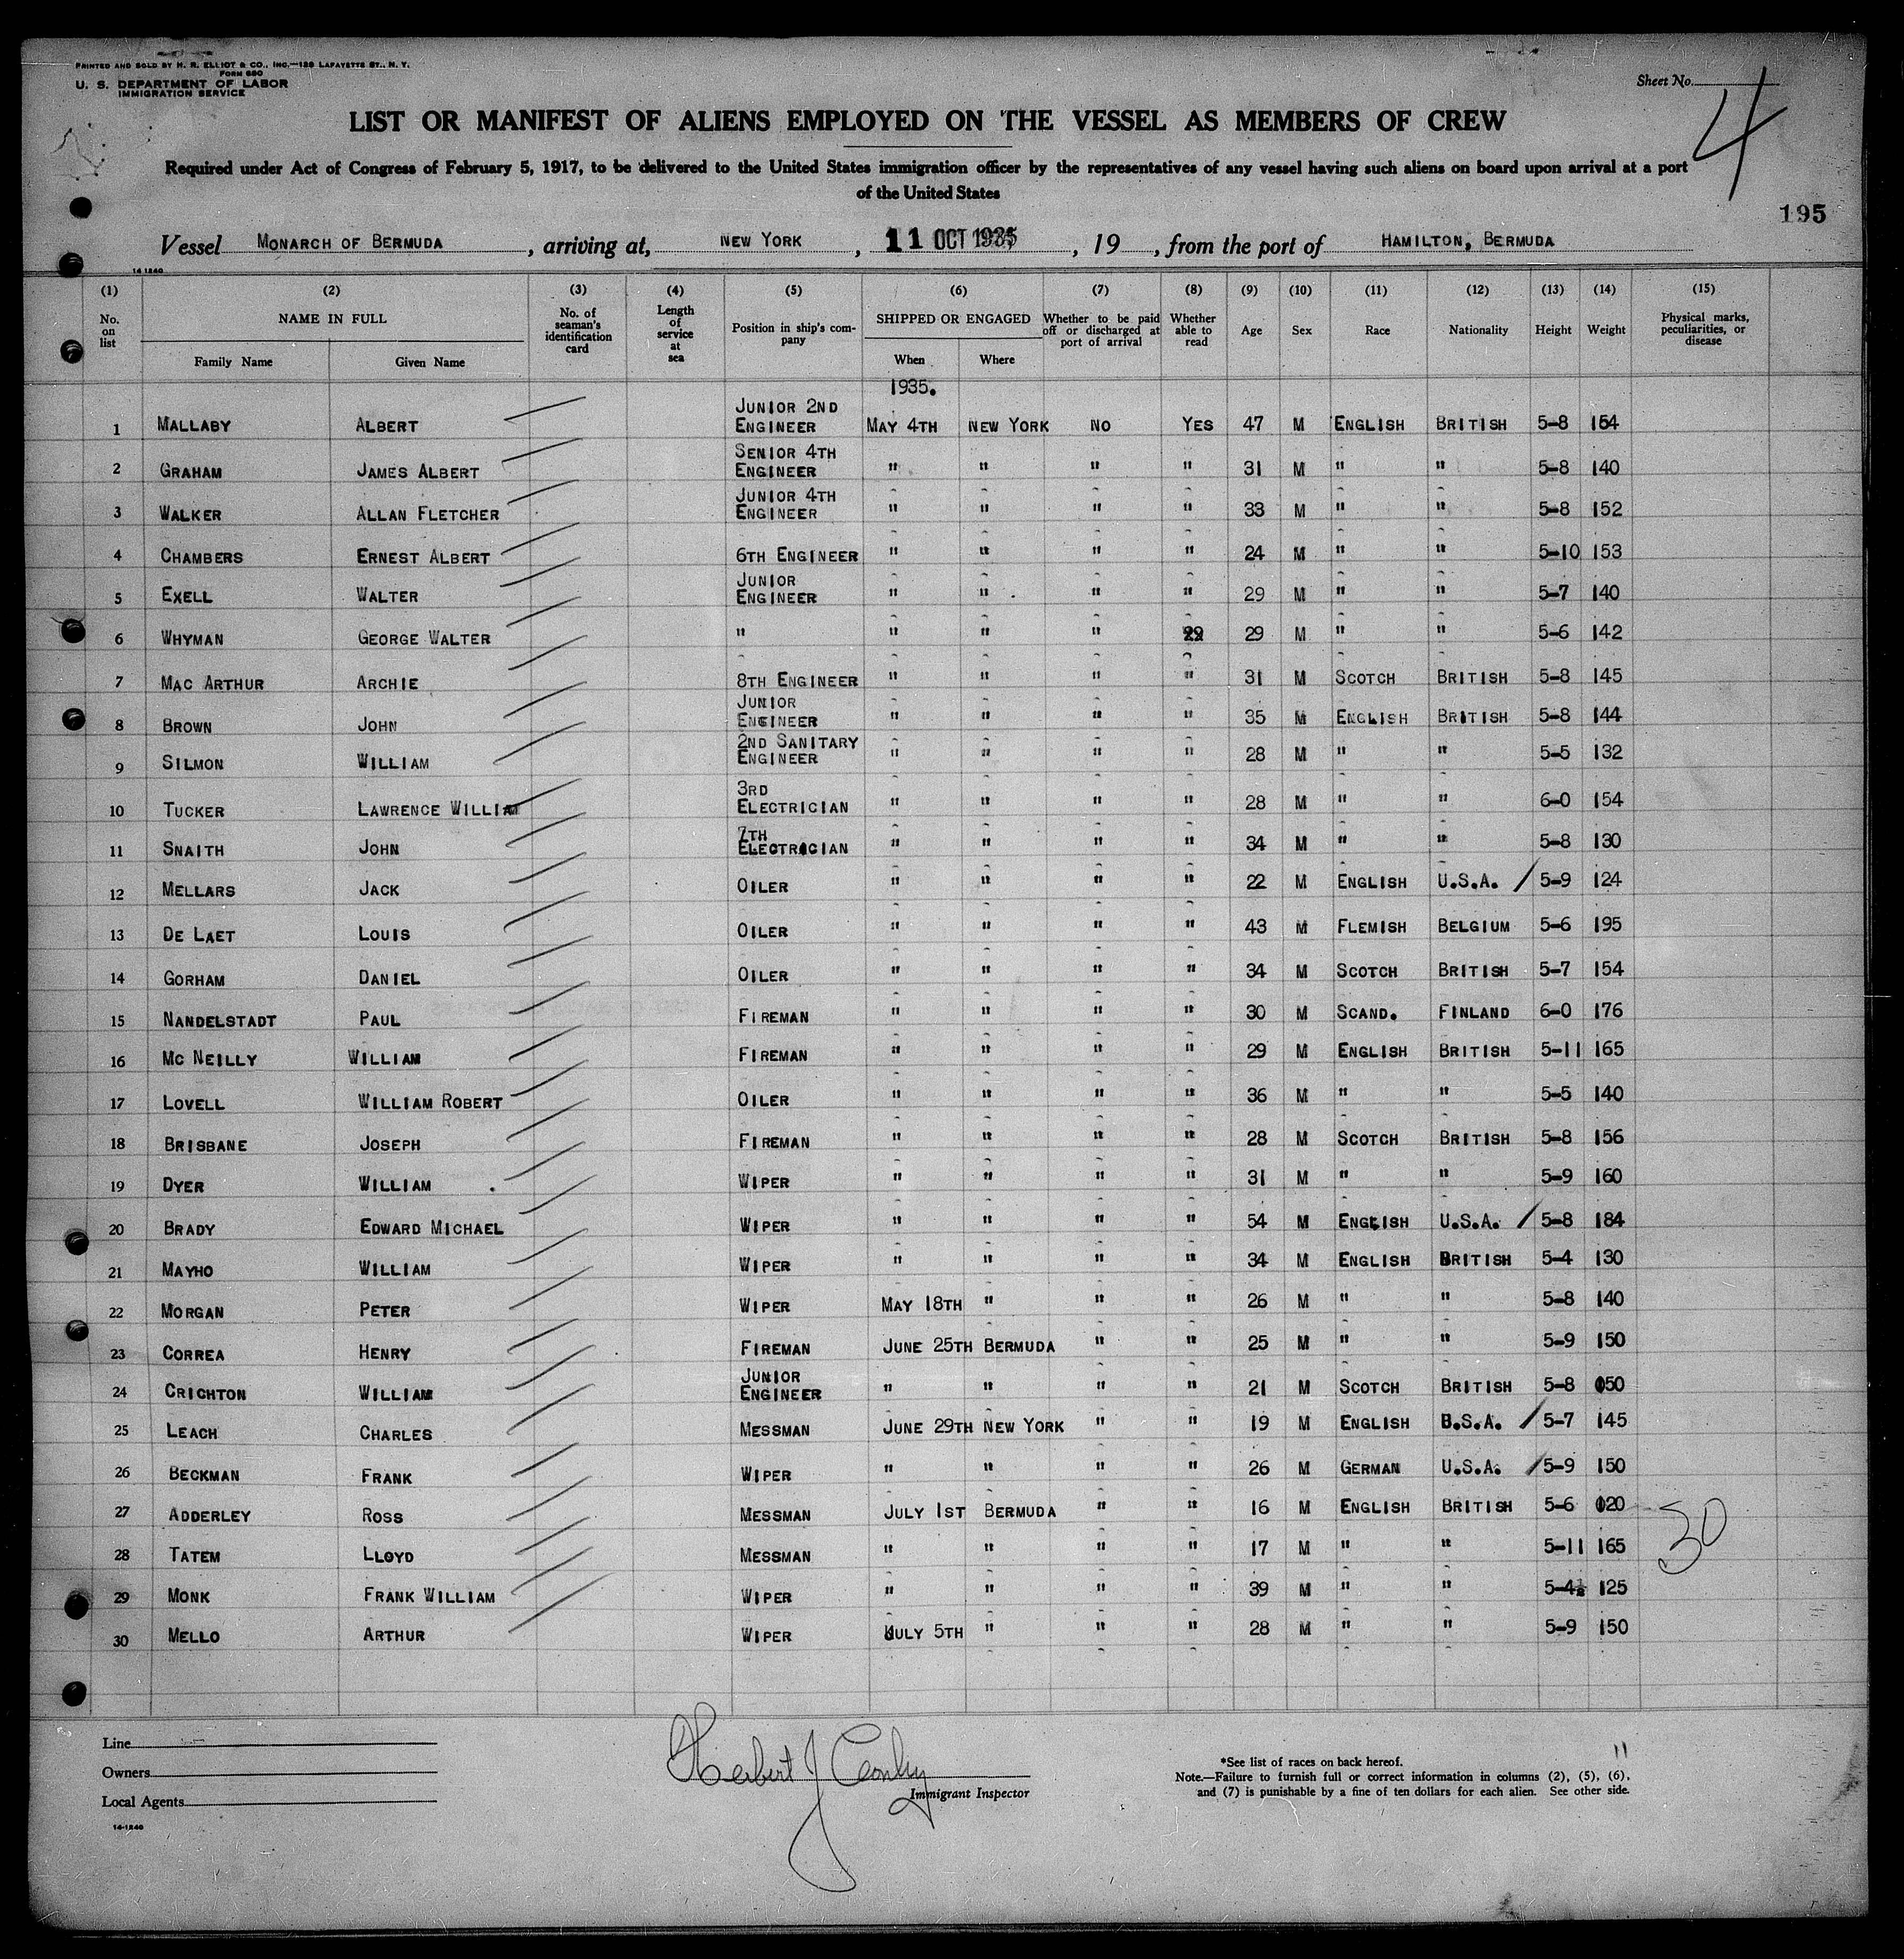 PRINTED AND SOLD BY H. R. ELLIOT & CO., INC.—129 LAFAYETTE ST., N. Y.
FORM 680
U. S. DEPARTMENT OF LABOR
IMMIGRATION SERVICE
Sheet No. 4
LIST OR MANIFEST OF ALIENS EMPLOYED ON THE VESSEL AS MEMBERS OF CREW
Required under Act of Congress of February 5, 1917, to be delivered to the United States immigration officer by the representatives of any vessel having such aliens on board upon arrival at a port
of the United States
195
Vessel MONARCH OF BERMUDA, arriving at, NEW YORK, 11 OCT 1935, 19 , from the port of HAMILTON, BERMUDA
14 1240
(1) (2) (3) (4) (5) (6) (7) (8) (9) (10) (11) (12) (13) (14) (15)
No. on list NAME IN FULL Family Name Given Name No. of seaman's identification card Length of service at sea Position in ship's company SHIPPED OR ENGAGED When Where Whether to be paid off or discharged at port of arrival Whether able to read Age Sex Race Nationality Height Weight Physical marks, peculiarities, or disease
1935.
1 MALLABY ALBERT JUNIOR 2ND ENGINEER MAY 4TH NEW YORK NO YES 47 M ENGLISH BRITISH 5-8 154
2 GRAHAM JAMES ALBERT SENIOR 4TH ENGINEER " " " " 31 M " " 5-8 140
3 WALKER ALLAN FLETCHER JUNIOR 4TH ENGINEER " " " " 33 M " " 5-8 152
4 CHAMBERS ERNEST ALBERT 6TH ENGINEER " " " " 24 M " " 5-10 153
5 EXELL WALTER JUNIOR ENGINEER " " " " 29 M " " 5-7 140
6 WHYMAN GEORGE WALTER " " " " 29 M " " 5-6 142
7 MAC ARTHUR ARCHIE 8TH ENGINEER " " " " 31 M SCOTCH BRITISH 5-8 145
8 BROWN JOHN JUNIOR ENGINEER " " " " 35 M ENGLISH BRITISH 5-8 144
9 SILMON WILLIAM 2ND SANITARY ENGINEER " " " " 28 M " " 5-5 132
10 TUCKER LAWRENCE WILLIAM 3RD ELECTRICIAN " " " " 28 M " " 6-0 154
11 SNAITH JOHN 7TH ELECTRICIAN " " " " 34 M " " 5-8 130
12 MELLARS JACK OILER " " " " 22 M ENGLISH U.S.A. / 5-9 124
13 DE LAET LOUIS OILER " " " " 43 M FLEMISH BELGIUM 5-6 195
14 GORHAM DANIEL OILER " " " " 34 M SCOTCH BRITISH 5-7 154
15 NANDELSTADT PAUL FIREMAN " " " " 30 M SCAND. FINLAND 6-0 176
16 MC NEILLY WILLIAM FIREMAN " " " " 29 M ENGLISH BRITISH 5-11 165
17 LOVELL WILLIAM ROBERT OILER " " " " 36 M " " 5-5 140
18 BRISBANE JOSEPH FIREMAN " " " " 28 M SCOTCH BRITISH 5-8 156
19 DYER WILLIAM WIPER " " " " 31 M " " 5-9 160
20 BRADY EDWARD MICHAEL WIPER " " " " 54 M ENGLISH U.S.A. / 5-8 184
21 MAYHO WILLIAM WIPER " " " " 34 M ENGLISH BRITISH 5-4 130
22 MORGAN PETER WIPER MAY 18TH " " " 26 M " " 5-8 140
23 CORREA HENRY FIREMAN JUNE 25TH BERMUDA " " 25 M " " 5-9 150
24 CRICHTON WILLIAM JUNIOR ENGINEER " " " " 21 M SCOTCH BRITISH 5-8 150
25 LEACH CHARLES MESSMAN JUNE 29TH NEW YORK " " 19 M ENGLISH B.S.A. / 5-7 145
26 BECKMAN FRANK WIPER " " " " 26 M GERMAN U.S.A. / 5-9 150
27 ADDERLEY ROSS MESSMAN JULY 1ST BERMUDA " " 16 M ENGLISH BRITISH 5-6 120
28 TATEM LLOYD MESSMAN " " " " 17 M " " 5-11 165
30
29 MONK FRANK WILLIAM WIPER " " " " 39 M " " 5-4½ 125
30 MELLO ARTHUR WIPER JULY 5TH " " " 28 M " " 5-9 150
Line
Owners
Local Agents
14-1240
Herbert J
Immigrant Inspector
11
*See list of races on back hereof.
Note.—Failure to furnish full or correct information in columns (2), (5), (6),
and (7) is punishable by a fine of ten dollars for each alien. See other side.